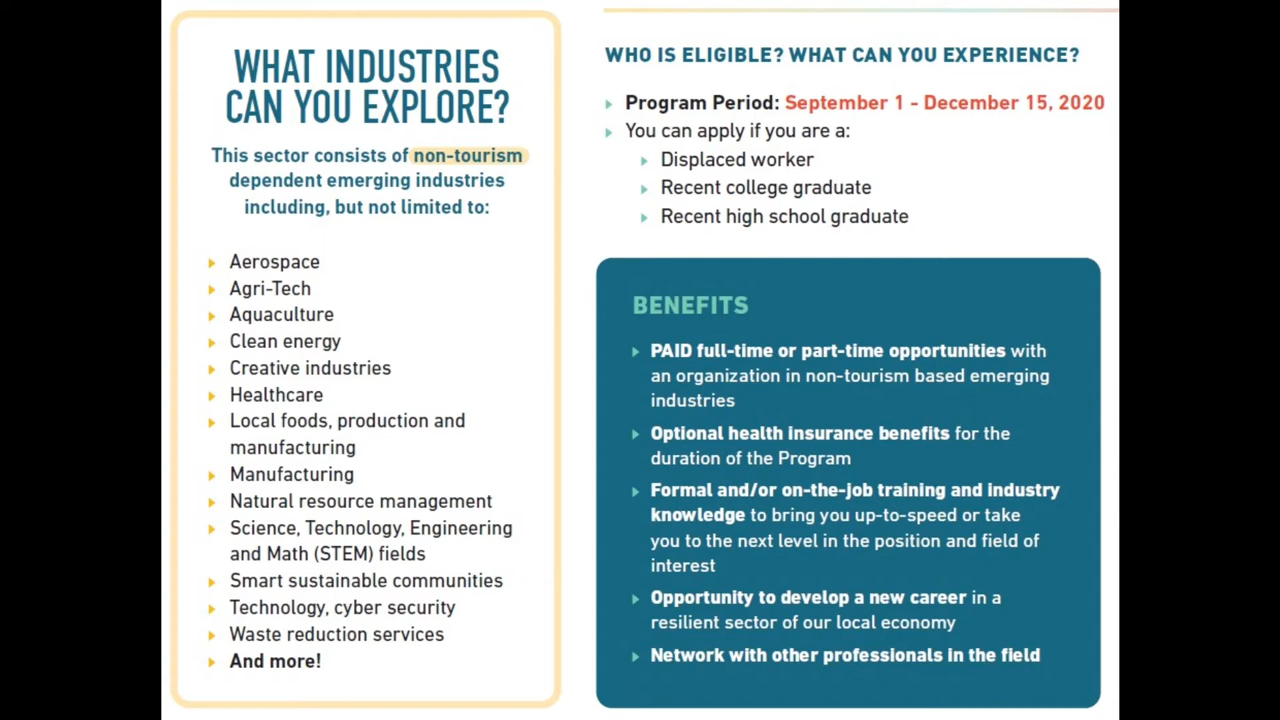 WHAT INDUSTRIES
CAN YOU EXPLORE?
This sector consists of non-tourism
dependent emerging industries
including, but not limited to:
Aerospace
Agri-Tech
Aquaculture
Clean energy
Creative industries
Healthcare
Local foods, production and
manufacturing
Manufacturing
Natural resource management
Science, Technology, Engineering
and Math (STEM) fields
Smart sustainable communities
Technology, cyber security
Waste reduction services
And more!
WHO IS ELIGIBLE? WHAT CAN YOU EXPERIENCE?
Program Period: September 1 - December 15, 2020
You can apply if you are a:
Displaced worker
Recent college graduate
Recent high school graduate
BENEFITS
PAID full-time or part-time opportunities with
an organization in non-tourism based emerging
industries
Optional health insurance benefits for the
duration of the Program
Formal and/or on-the-job training and industry
knowledge to bring you up-to-speed or take
you to the next level in the position and field of
interest
Opportunity to develop a new career in a
resilient sector of our local economy
Network with other professionals in the field